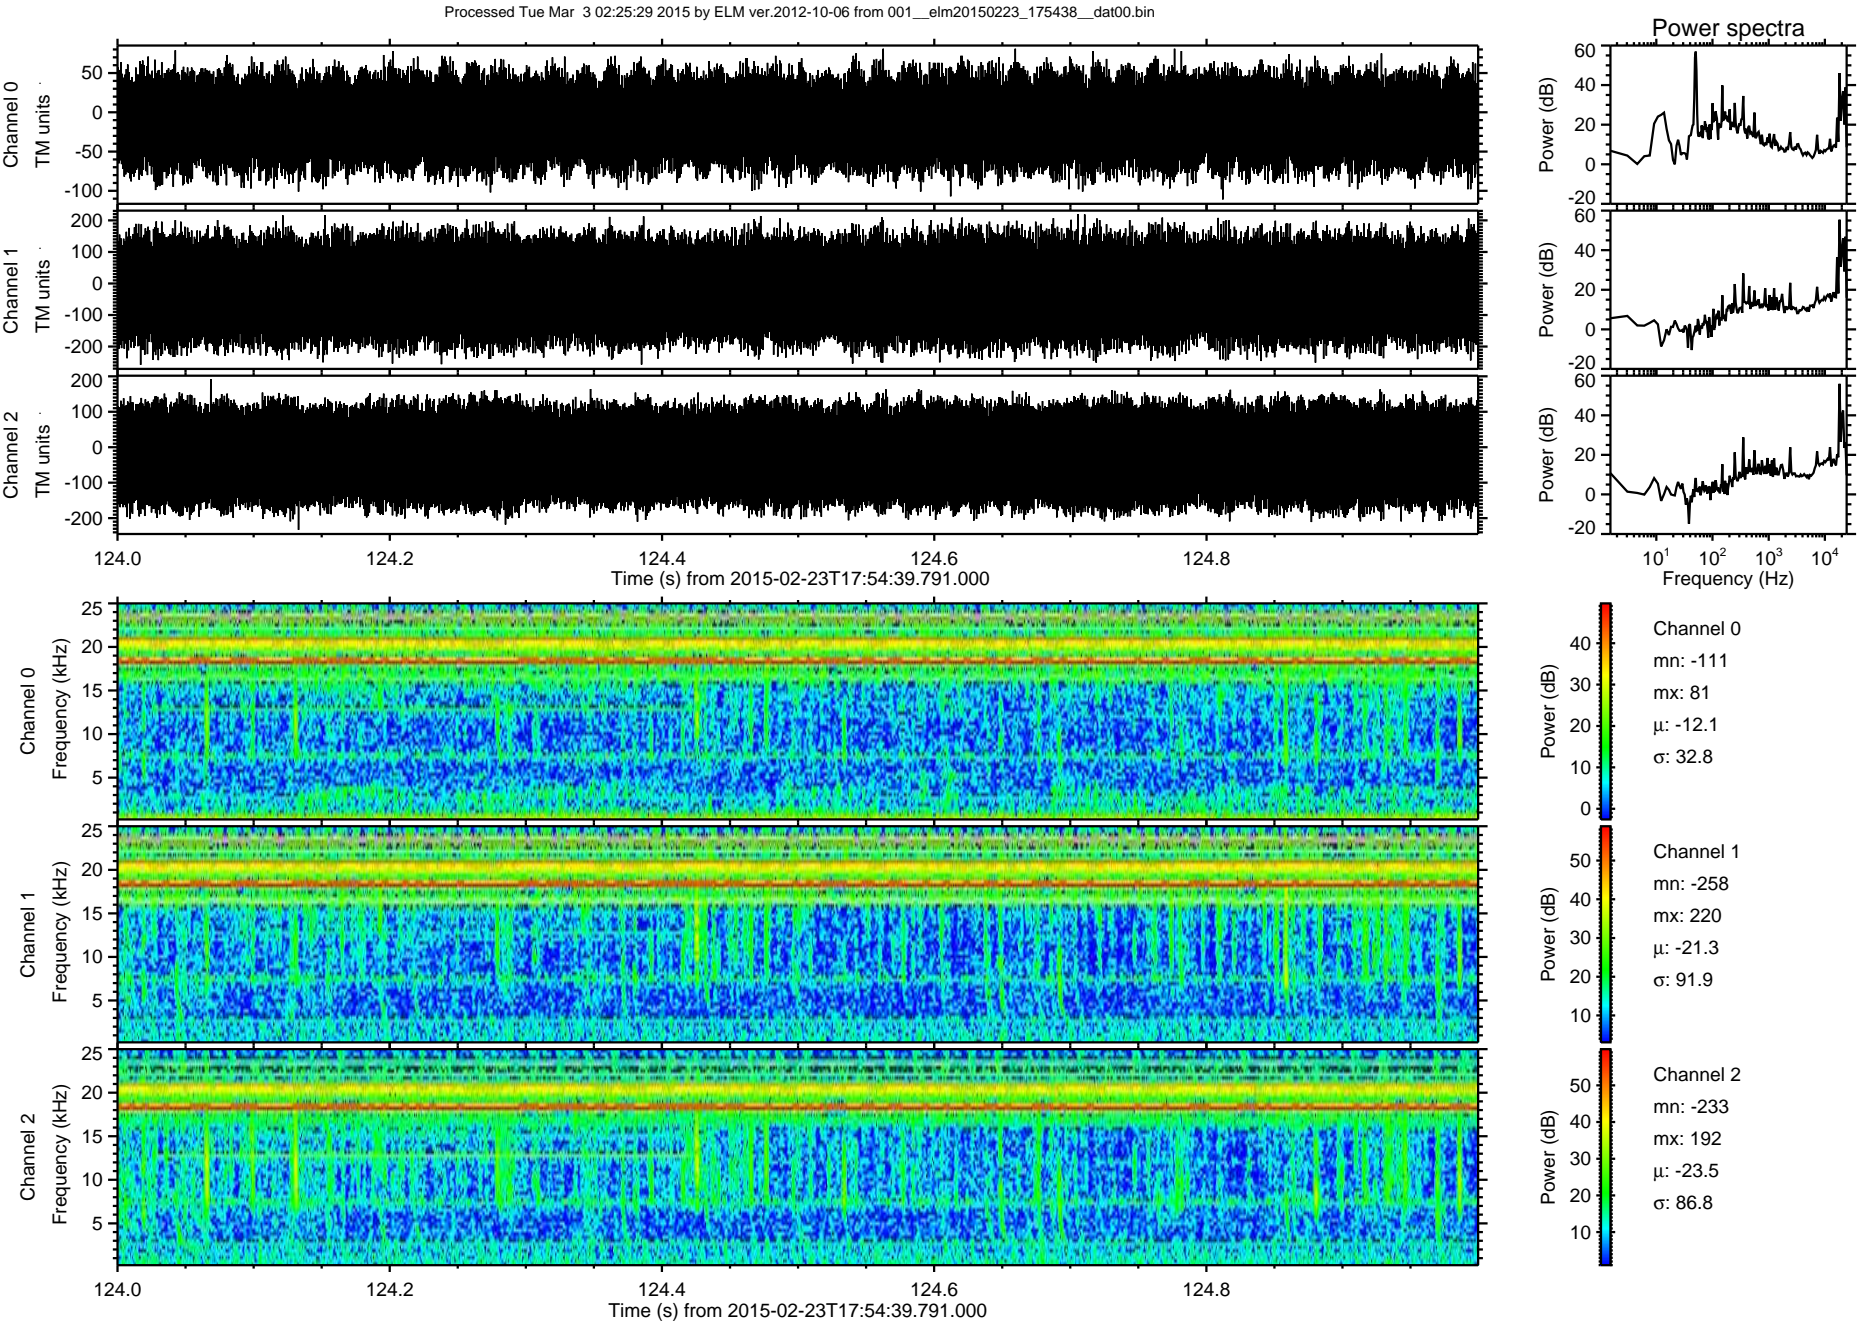 Processed Tue Mar  3 02:25:29 2015 by ELM ver.2012-10-06 from 001__elm20150223_175438__dat00.bin
Power spectra
Channel 0
TM units
50
0
-50
-100
Power (dB)
60
40
20
0
-20
Channel 1
TM units
200
100
0
-100
-200
Power (dB)
60
40
20
0
-20
Channel 2
TM units
200
100
0
-100
-200
Power (dB)
60
40
20
0
-20
124.0 124.2 124.4 124.6 124.8
Time (s) from 2015-02-23T17:54:39.791.000
10^1 10^2 10^3 10^4
Frequency (Hz)
Channel 0
Frequency (kHz)
25
20
15
10
5
Power (dB)
40
30
20
10
0
Channel 0
mn: -111
mx: 81
μ: -12.1
σ: 32.8
Channel 1
Frequency (kHz)
25
20
15
10
5
Power (dB)
50
40
30
20
10
Channel 1
mn: -258
mx: 220
μ: -21.3
σ: 91.9
Channel 2
Frequency (kHz)
25
20
15
10
5
Power (dB)
50
40
30
20
10
Channel 2
mn: -233
mx: 192
μ: -23.5
σ: 86.8
124.0 124.2 124.4 124.6 124.8
Time (s) from 2015-02-23T17:54:39.791.000